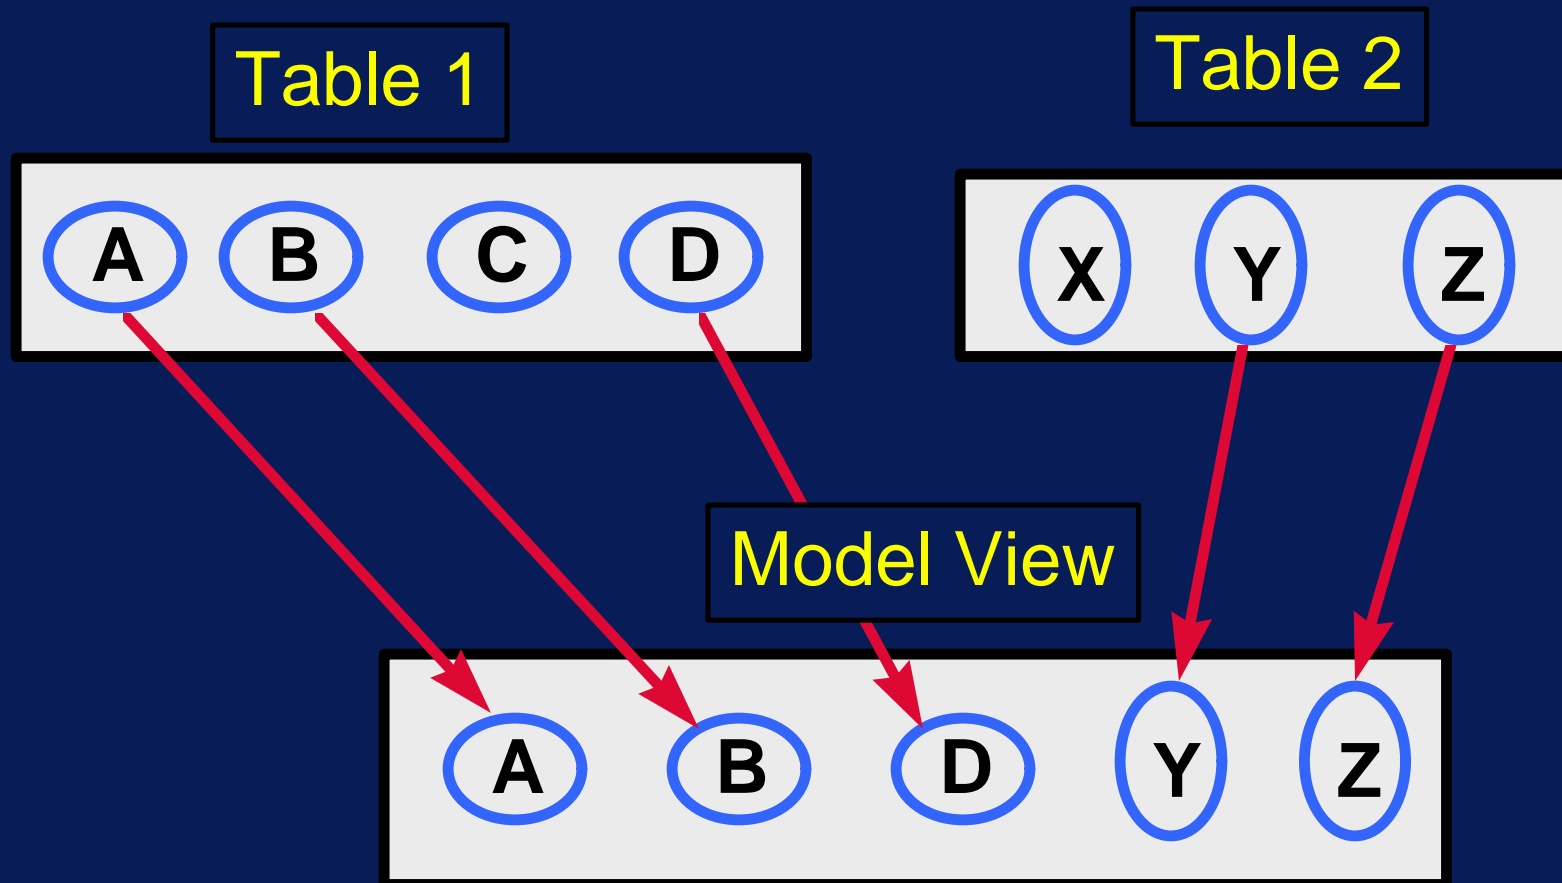 Table 1
Table 2
A B C D
X Y Z
Model View
A B D Y Z